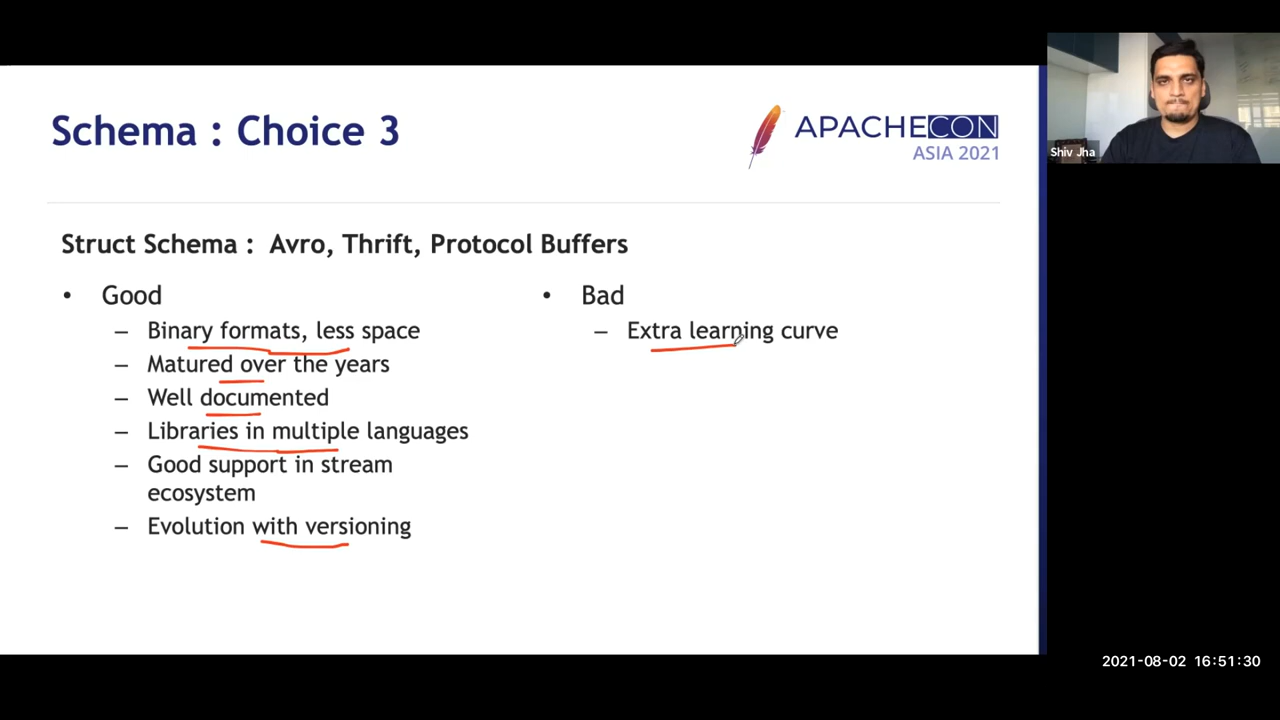 Schema : Choice 3
APACHECON
ASIA 2021
Shiv Jha
Struct Schema : Avro, Thrift, Protocol Buffers
• Good
– Binary formats, less space
– Matured over the years
– Well documented
– Libraries in multiple languages
– Good support in stream
ecosystem
– Evolution with versioning
• Bad
– Extra learning curve
2021-08-02 16:51:30